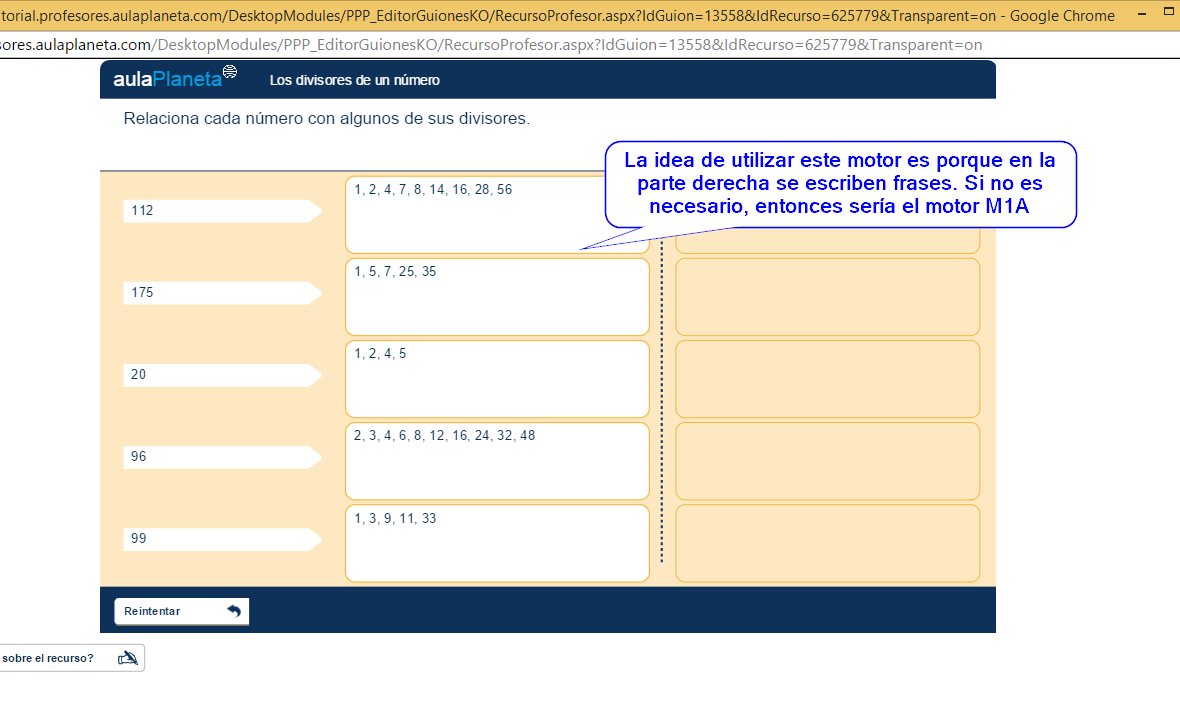 torial.profesores.aulaplaneta.com/DesktopModules/PPP_EditorGuionesKO/RecursoProfesor.aspx?IdGuion=13558&IdRecurso=625779&Transparent=on - Google Chrome
sores.aulaplaneta.com/DesktopModules/PPP_EditorGuionesKO/RecursoProfesor.aspx?IdGuion=13558&IdRecurso=625779&Transparent=on
aulaPlaneta Los divisores de un número
Relaciona cada número con algunos de sus divisores.
La idea de utilizar este motor es porque en la
parte derecha se escriben frases. Si no es
necesario, entonces sería el motor M1A
112
1, 2, 4, 7, 8, 14, 16, 28, 56
175
1, 5, 7, 25, 35
20
1, 2, 4, 5
96
2, 3, 4, 6, 8, 12, 16, 24, 32, 48
99
1, 3, 9, 11, 33
Reintentar
sobre el recurso?